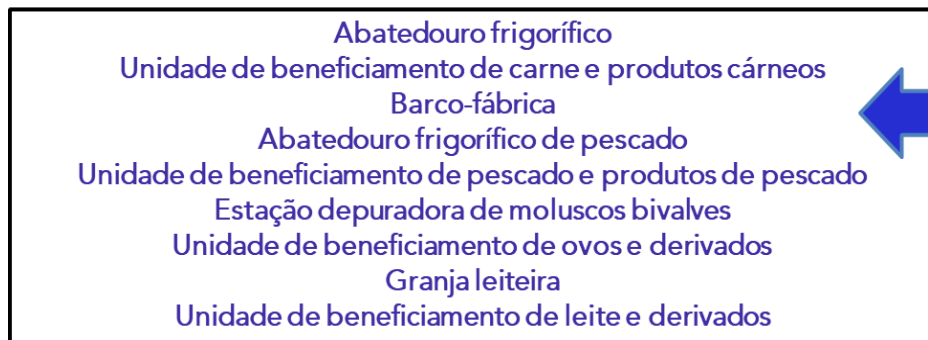 Abatedouro frigorífico
Unidade de beneficiamento de carne e produtos cárneos
Barco-fábrica
Abatedouro frigorífico de pescado
Unidade de beneficiamento de pescado e produtos de pescado
Estação depuradora de moluscos bivalves
Unidade de beneficiamento de ovos e derivados
Granja leiteira
Unidade de beneficiamento de leite e derivados